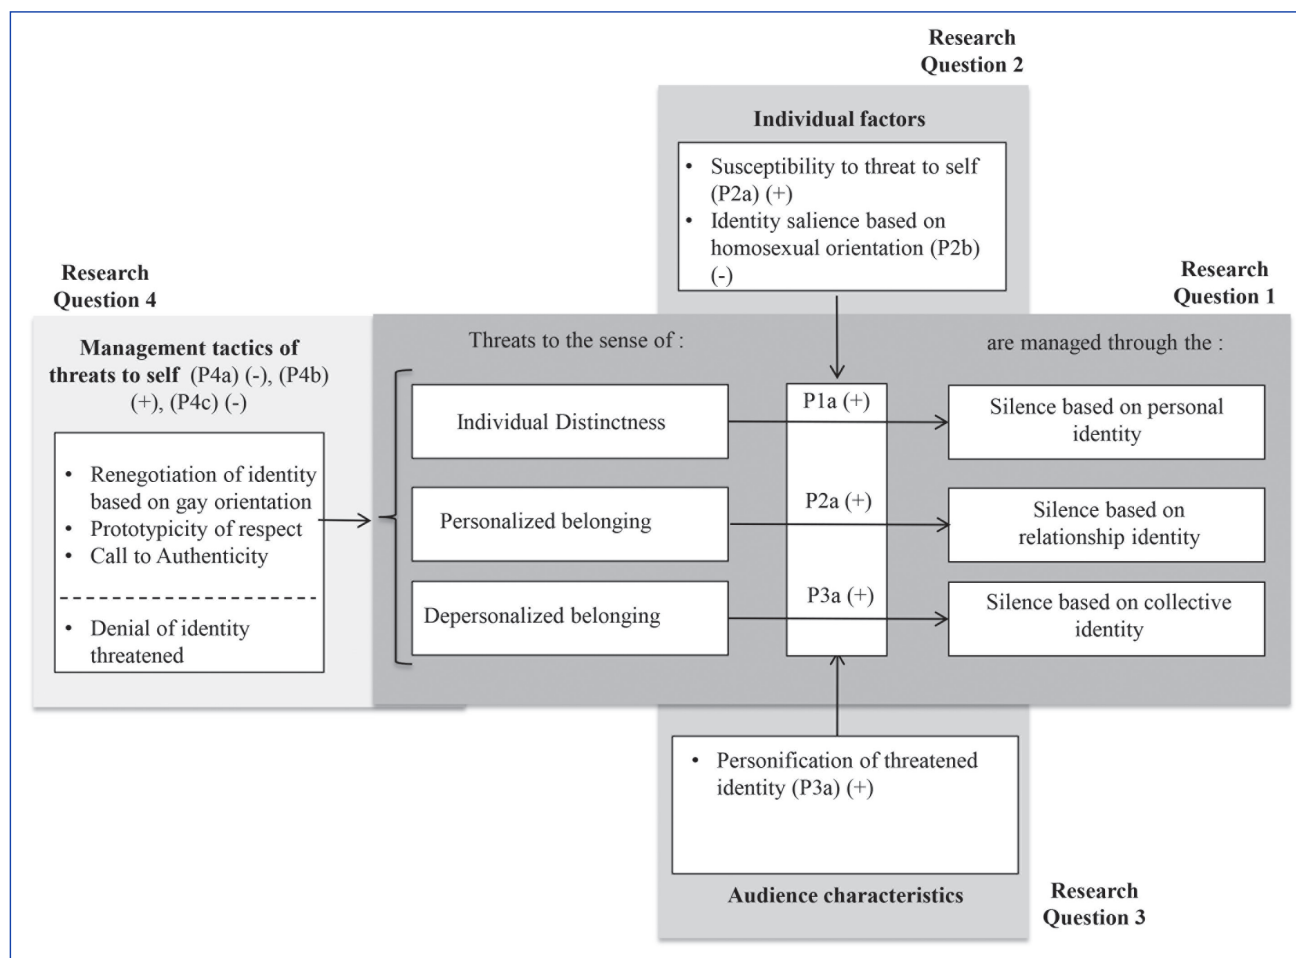 Research
Question 2
Individual factors
• Susceptibility to threat to self
(P2a) (+)
• Identity salience based on
homosexual orientation (P2b)
(-)
Research
Question 4
Management tactics of
threats to self (P4a) (-), (P4b)
(+), (P4c) (-)
• Renegotiation of identity
based on gay orientation
• Prototypicity of respect
• Call to Authenticity
• Denial of identity
threatened
Research
Question 1
Threats to the sense of :
are managed through the :
Individual Distinctness
P1a (+)
Silence based on personal
identity
Personalized belonging
P2a (+)
Silence based on
relationship identity
Depersonalized belonging
P3a (+)
Silence based on collective
identity
• Personification of threatened
identity (P3a) (+)
Audience characteristics
Research
Question 3